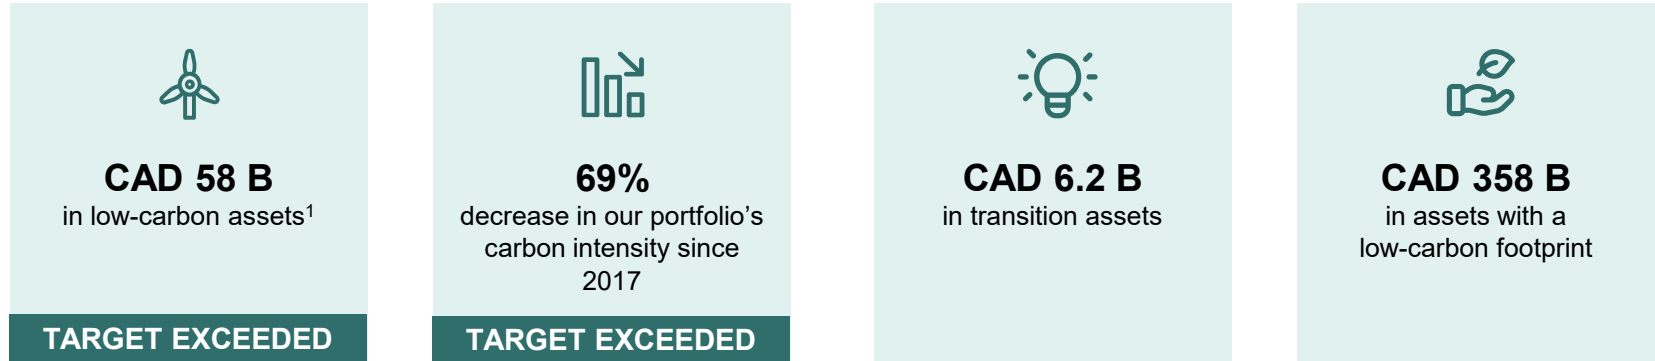 CAD 58 B
in low-carbon assets¹
TARGET EXCEEDED
69%
decrease in our portfolio’s
carbon intensity since
2017
TARGET EXCEEDED
CAD 6.2 B
in transition assets
CAD 358 B
in assets with a
low-carbon footprint